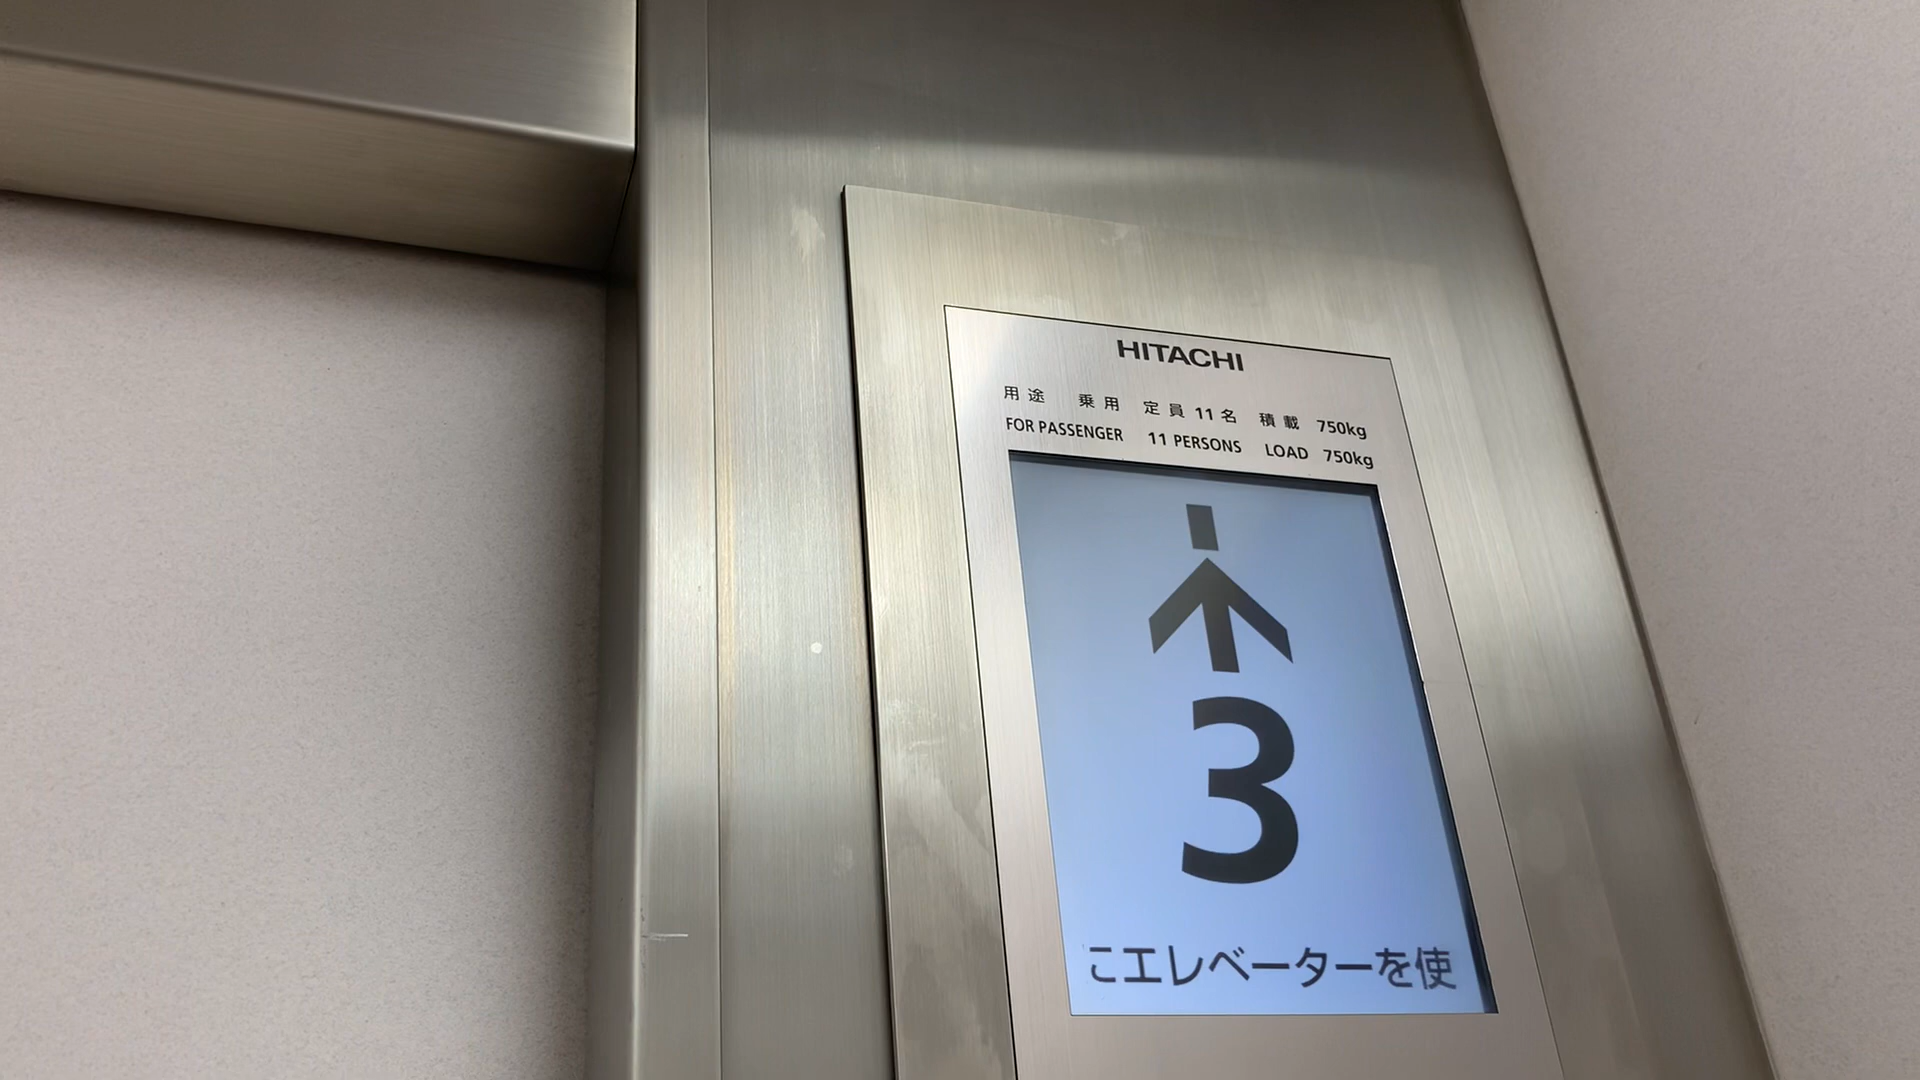 HITACHI
用途 乗用 定員 11名 積載 750kg
FOR PASSENGER 11 PERSONS LOAD 750kg
3
エレベーターを使